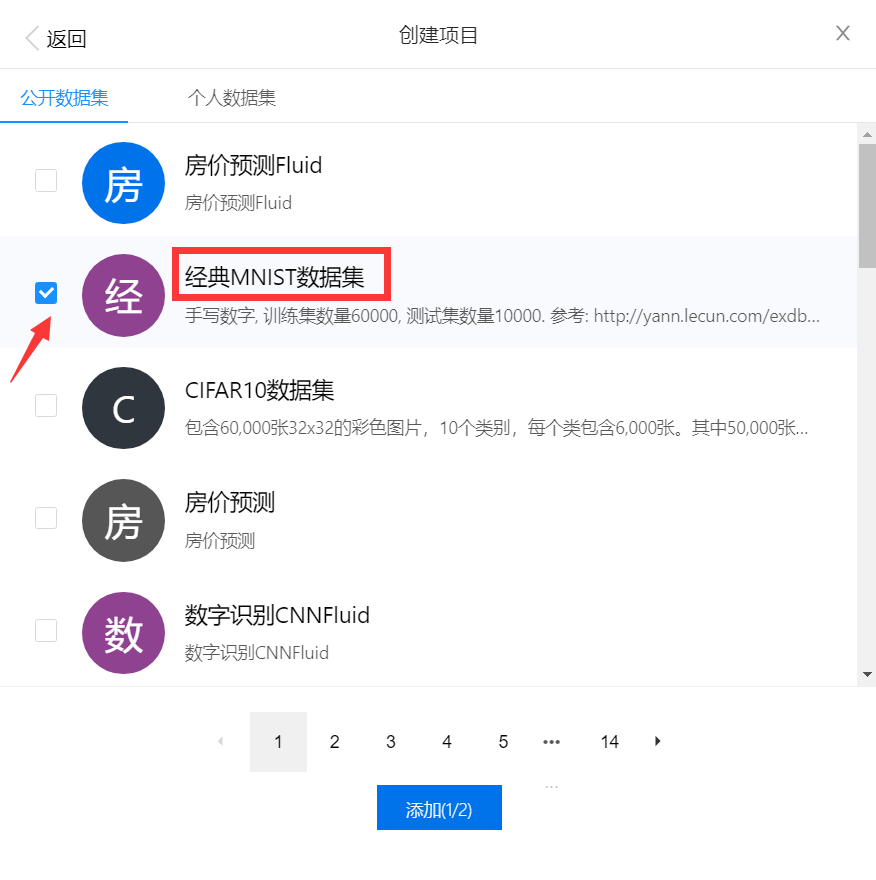 返回
创建项目
公开数据集
个人数据集
房
房价预测Fluid
房价预测Fluid
经
经典MNIST数据集
手写数字, 训练集数量60000, 测试集数量10000. 参考: http://yann.lecun.com/exdb...
C
CIFAR10数据集
包含60,000张32x32的彩色图片，10个类别，每个类包含6,000张。其中50,000张...
房
房价预测
房价预测
数
数字识别CNNFluid
数字识别CNNFluid
1 2 3 4 5 ••• 14
...
添加(1/2)